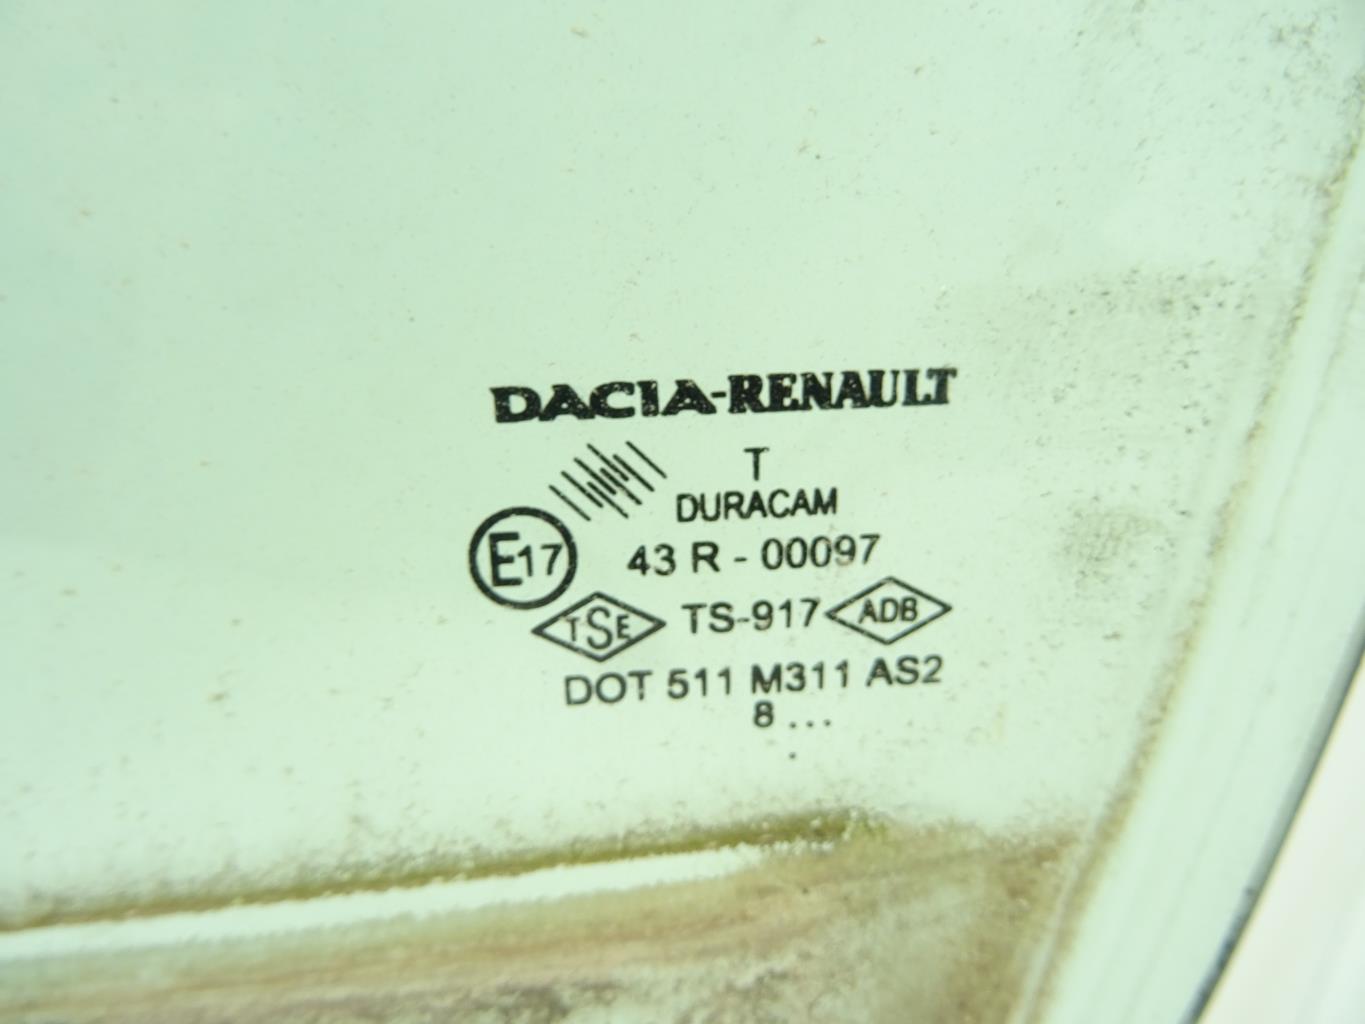 DACIA-RENAULT
T
DURACAM
E17 43 R - 00097
TSE TS-917 ADB
DOT 511 M311 AS2
8 ...
.